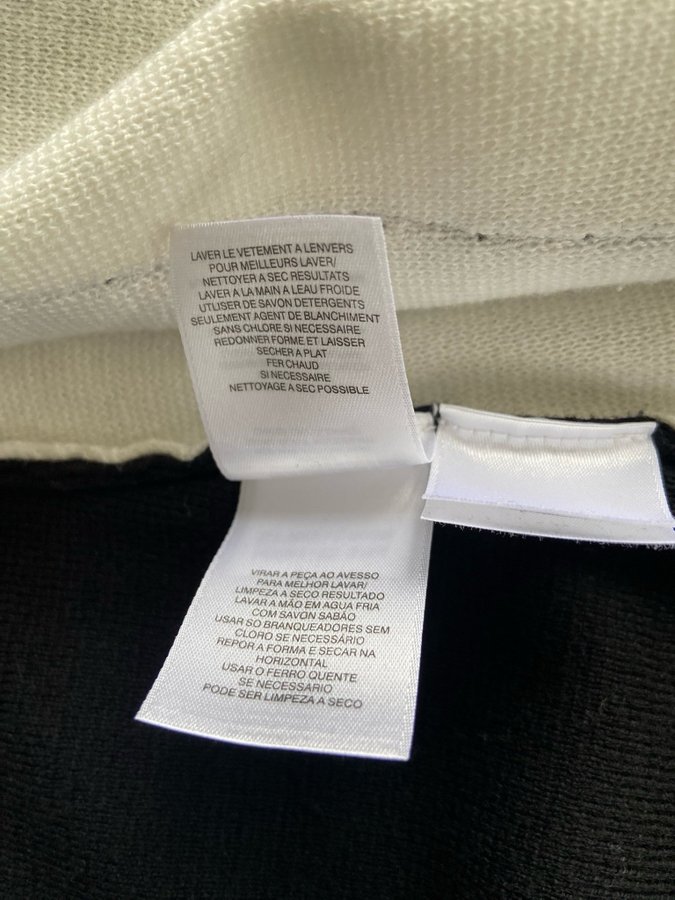 LAVER LE VETEMENT A LENVERS
POUR MEILLEURS LAVER/
NETTOYER A SEC RESULTATS
LAVER A LA MAIN A LEAU FROIDE
UTLISER DE SAVON DETERGENTS
SEULEMENT AGENT DE BLANCHIMENT
SANS CHLORE SI NECESSAIRE
REDONNER FORME ET LAISSER
SECHER A PLAT
FER CHAUD
SI NECESSAIRE
NETTOYAGE A SEC POSSIBLE
VIRAR A PEÇA AO AVESSO
PARA MELHOR LAVAR/
LIMPEZA A SECO RESULTADO
LAVAR A MÃO EM AGUA FRIA
COM SAVON SABÃO
USAR SO BRANQUEADORES SEM
CLORO SE NECESSÁRIO
REPOR A FORMA E SECAR NA
HORIZONTAL
USAR O FERRO QUENTE
SE NECESSARIO
PODE SER LIMPEZA A SECO